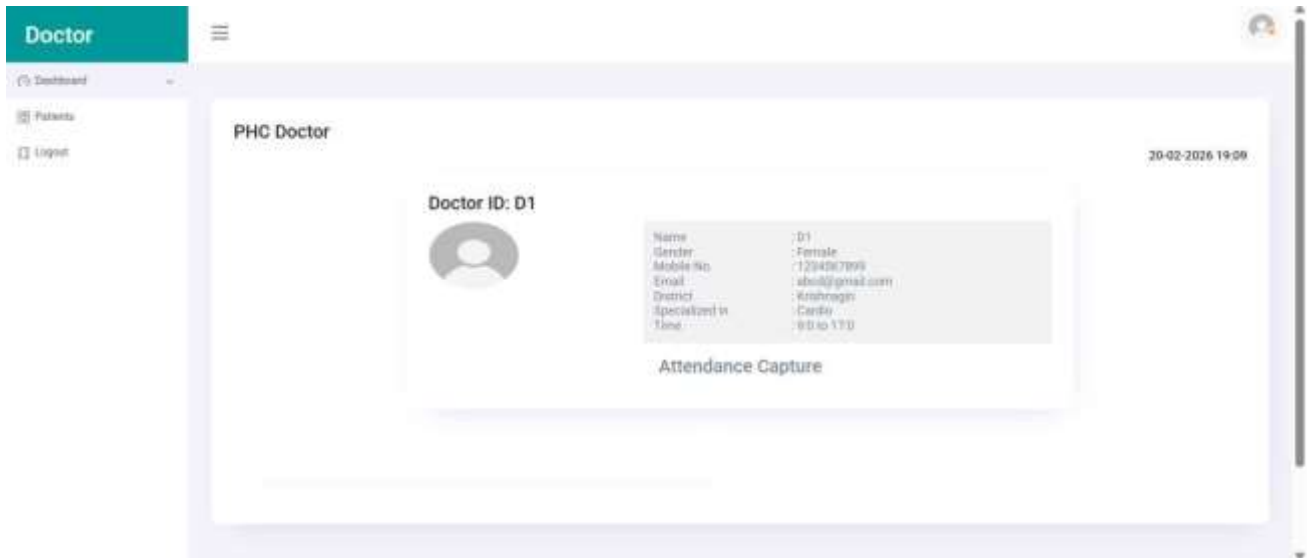 Doctor
Dashboard
Patients
Logout
PHC Doctor
20-02-2026 19:09
Doctor ID: D1
Name : D1
Gender : Female
Mobile No. :
Email : abcd@gmail.com
District : Krishnagiri
Specialized in : Cardio
Time : 9:0 to 17:0
Attendance Capture